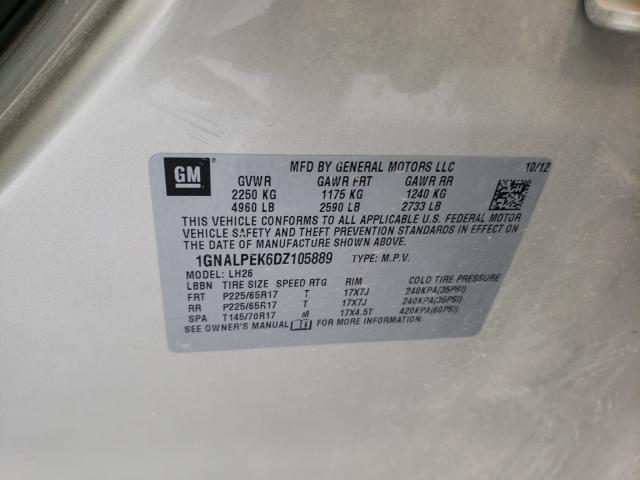 GM
MFD BY GENERAL MOTORS LLC 10/12
GVWR GAWR FRT GAWR RR
2250 KG 1175 KG 1240 KG
4960 LB 2590 LB 2733 LB
THIS VEHICLE CONFORMS TO ALL APPLICABLE U.S. FEDERAL MOTOR
VEHICLE SAFETY AND THEFT PREVENTION STANDARDS IN EFFECT ON
THE DATE OF MANUFACTURE SHOWN ABOVE.
1GNALPEK6DZ105889 TYPE: M.P.V.
MODEL: LH26
LBBN TIRE SIZE SPEED RTG RIM COLD TIRE PRESSURE
FRT P225/65R17 T 17X7J 240KPA(35PSI)
RR P225/65R17 T 17X7J 240KPA(35PSI)
SPA T145/70R17 M 17X4.5T 420KPA(60PSI)
SEE OWNER'S MANUAL FOR MORE INFORMATION.